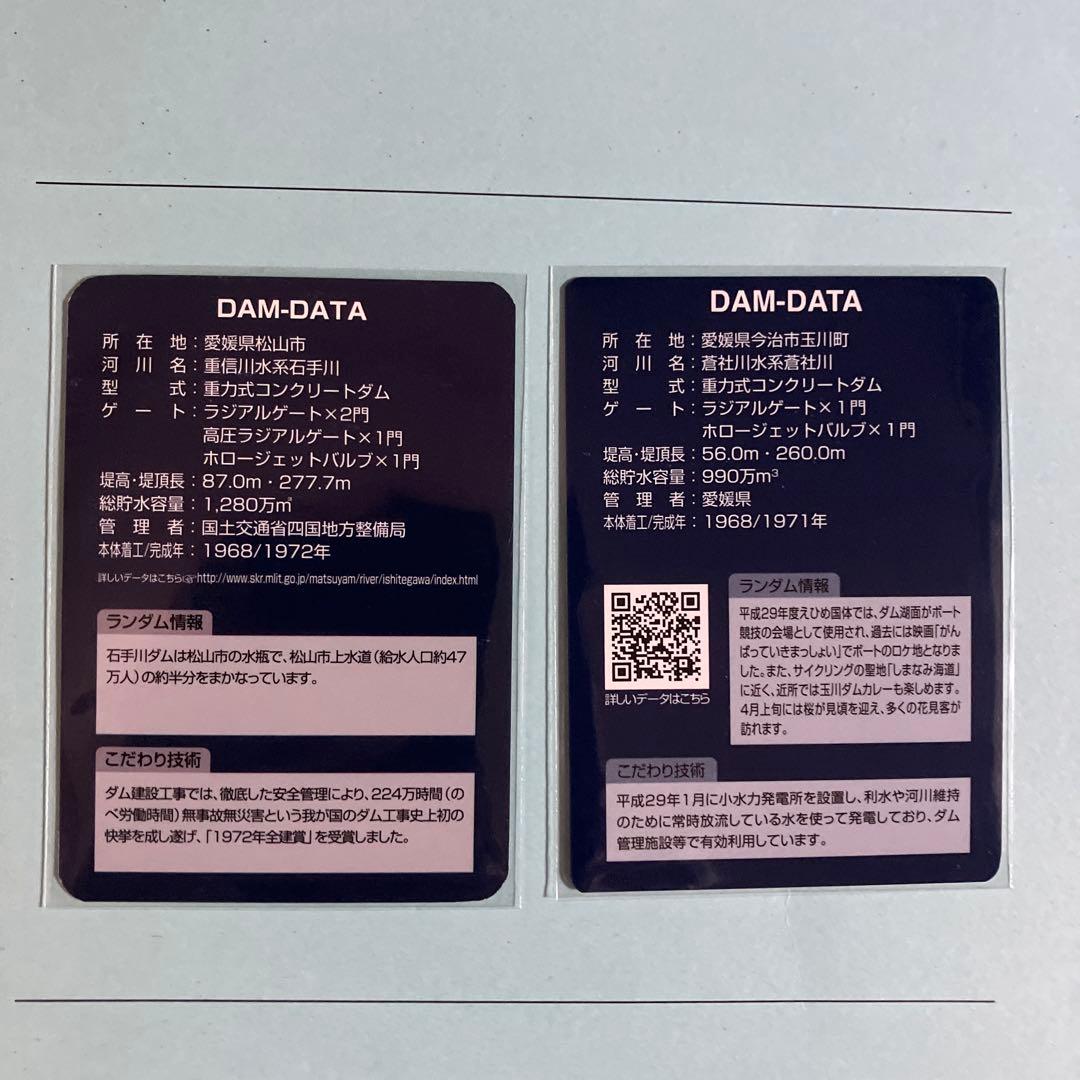 DAM-DATA
所在地：愛媛県松山市
河川名：重信川水系石手川
型式：重力式コンクリートダム
ゲート：ラジアルゲート×2門
高圧ラジアルゲート×1門
ホロージェットバルブ×1門
堤高・堤頂長：87.0m・277.7m
総貯水容量：1,280万㎥
管理者：国土交通省四国地方整備局
本体着工/完成年：1968/1972年
詳しいデータはこちら☞http://www.skr.mlit.go.jp/matsuyam/river/ishitegawa/index.html
ランダム情報
石手川ダムは松山市の水瓶で、松山市上水道（給水人口約47
万人）の約半分をまかなっています。
こだわり技術
ダム建設工事では、徹底した安全管理により、224万時間（の
べ労働時間）無事故無災害という我が国のダム工事史上初の
快挙を成し遂げ、「1972年全建賞」を受賞しました。
DAM-DATA
所在地：愛媛県今治市玉川町
河川名：蒼社川水系蒼社川
型式：重力式コンクリートダム
ゲート：ラジアルゲート×1門
ホロージェットバルブ×1門
堤高・堤頂長：56.0m・260.0m
総貯水容量：990万m³
管理者：愛媛県
本体着工/完成年：1968/1971年
詳しいデータはこちら
ランダム情報
平成29年度えひめ国体では、ダム湖面がボート
競技の会場として使用され、過去には映画「がん
ばっていきまっしょい」でボートのロケ地となりま
した。また、サイクリングの聖地「しまなみ海道」
に近く、近所では玉川ダムカレーも楽しめます。
4月上旬には桜が見頃を迎え、多くの花見客が
訪れます。
こだわり技術
平成29年1月に小水力発電所を設置し、利水や河川維持
のために常時放流している水を使って発電しており、ダム
管理施設等で有効利用しています。